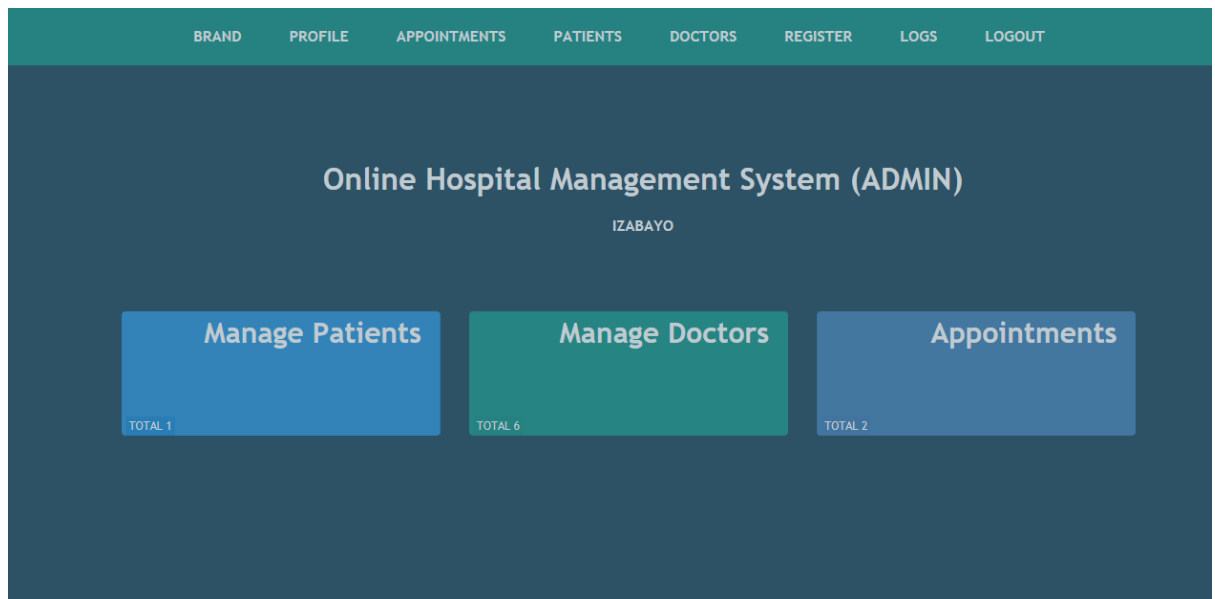 BRAND PROFILE APPOINTMENTS PATIENTS DOCTORS REGISTER LOGS LOGOUT
Online Hospital Management System (ADMIN)
IZABAYO
Manage Patients
TOTAL 1
Manage Doctors
TOTAL 6
Appointments
TOTAL 2